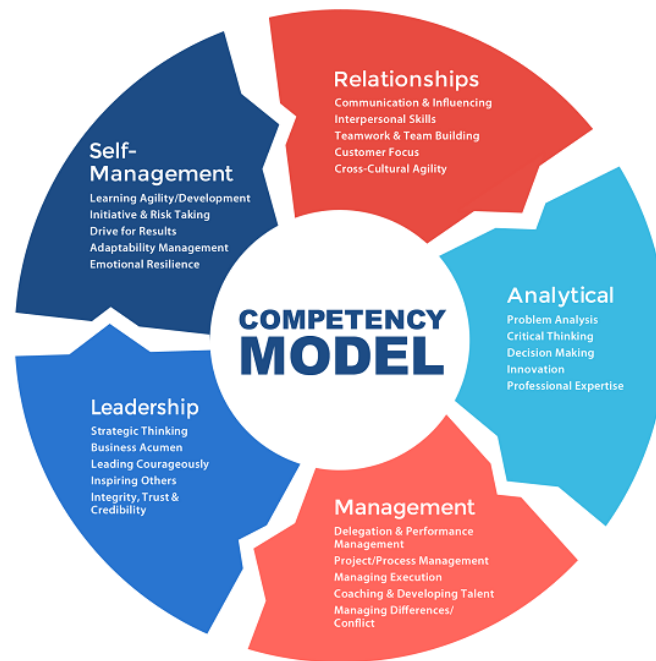 Relationships
Communication & Influencing
Interpersonal Skills
Teamwork & Team Building
Customer Focus
Cross-Cultural Agility
Analytical
Problem Analysis
Critical Thinking
Decision Making
Innovation
Professional Expertise
Management
Delegation & Performance
Management
Project/Process Management
Managing Execution
Coaching & Developing Talent
Managing Differences/
Conflict
Leadership
Strategic Thinking
Business Acumen
Leading Courageously
Inspiring Others
Integrity, Trust &
Credibility
Self-
Management
Learning Agility/Development
Initiative & Risk Taking
Drive for Results
Adaptability Management
Emotional Resilience
COMPETENCY
MODEL